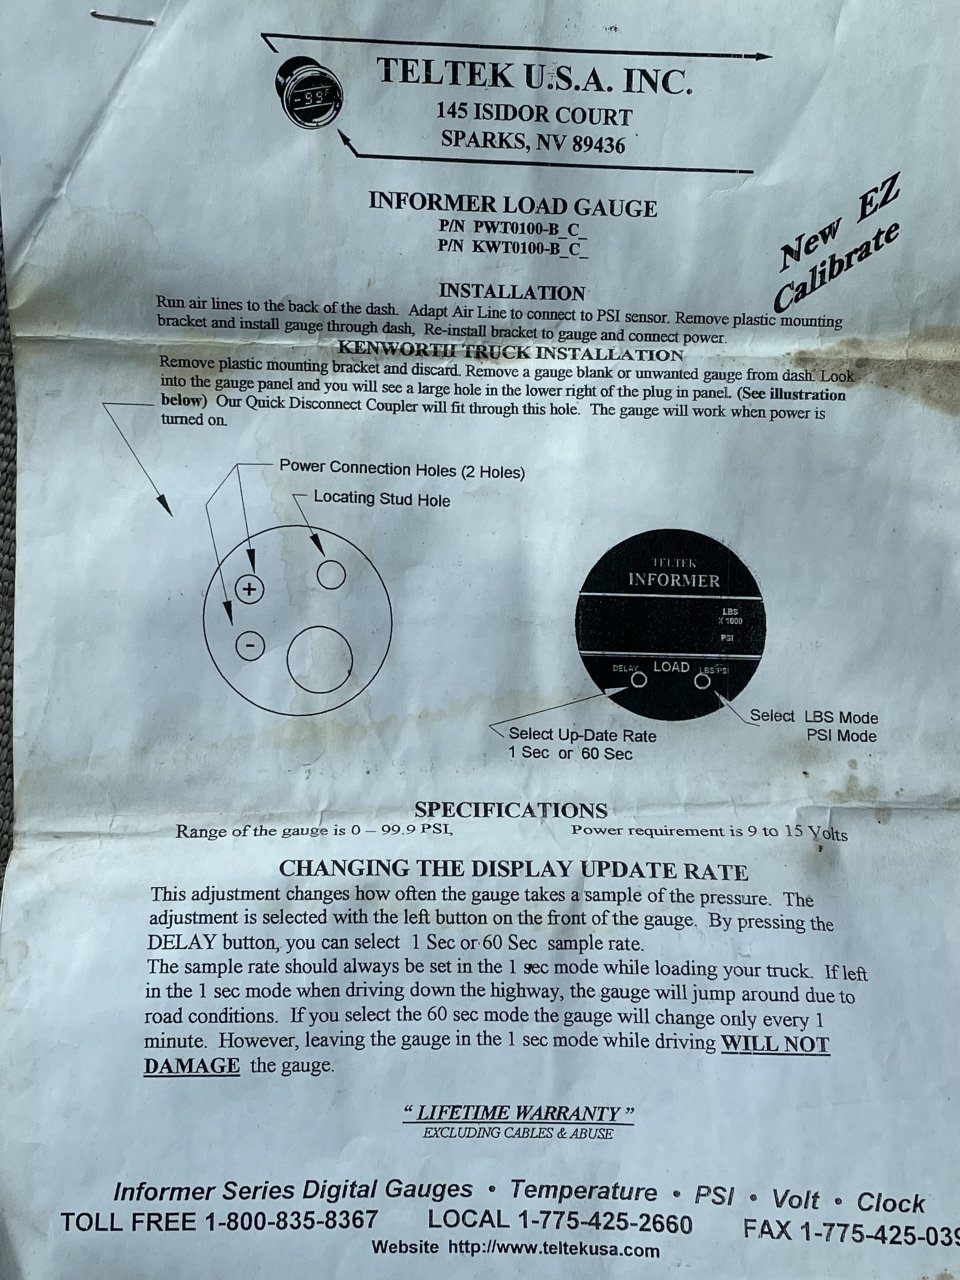 -99°F
TELTEK U.S.A. INC.
145 ISIDOR COURT
SPARKS, NV 89436
INFORMER LOAD GAUGE
P/N PWT0100-B_C_
P/N KWT0100-B_C_
New EZ
Calibrate
INSTALLATION
Run air lines to the back of the dash. Adapt Air Line to connect to PSI sensor. Remove plastic mounting
bracket and install gauge through dash, Re-install bracket to gauge and connect power.
KENWORTH TRUCK INSTALLATION
Remove plastic mounting bracket and discard. Remove a gauge blank or unwanted gauge from dash. Look
into the gauge panel and you will see a large hole in the lower right of the plug in panel. (See illustration
below) Our Quick Disconnect Coupler will fit through this hole. The gauge will work when power is
turned on.
Power Connection Holes (2 Holes)
Locating Stud Hole
+
-
TELTEK
INFORMER
LBS
X 1000
PSI
DELAY LOAD LBS/PSI
Select Up-Date Rate
1 Sec or 60 Sec
Select LBS Mode
PSI Mode
SPECIFICATIONS
Range of the gauge is 0 – 99.9 PSI, Power requirement is 9 to 15 Volts
CHANGING THE DISPLAY UPDATE RATE
This adjustment changes how often the gauge takes a sample of the pressure. The
adjustment is selected with the left button on the front of the gauge. By pressing the
DELAY button, you can select 1 Sec or 60 Sec sample rate.
The sample rate should always be set in the 1 sec mode while loading your truck. If left
in the 1 sec mode when driving down the highway, the gauge will jump around due to
road conditions. If you select the 60 sec mode the gauge will change only every 1
minute. However, leaving the gauge in the 1 sec mode while driving WILL NOT
DAMAGE the gauge.
“ LIFETIME WARRANTY ”
EXCLUDING CABLES & ABUSE
Informer Series Digital Gauges • Temperature • PSI • Volt • Clock
TOLL FREE 1-800-835-8367 LOCAL 1-775-425-2660 FAX 1-775-425-039
Website http://www.teltekusa.com